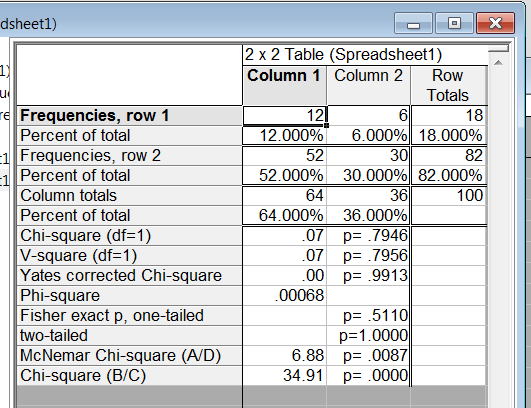 dsheet1)
2 x 2 Table (Spreadsheet1)
Column 1 Column 2 Row Totals
Frequencies, row 1 12 6 18
Percent of total 12.000% 6.000% 18.000%
Frequencies, row 2 52 30 82
Percent of total 52.000% 30.000% 82.000%
Column totals 64 36 100
Percent of total 64.000% 36.000%
Chi-square (df=1) .07 p= .7946
V-square (df=1) .07 p= .7956
Yates corrected Chi-square .00 p= .9913
Phi-square .00068
Fisher exact p, one-tailed p= .5110
two-tailed p=1.0000
McNemar Chi-square (A/D) 6.88 p= .0087
Chi-square (B/C) 34.91 p= .0000